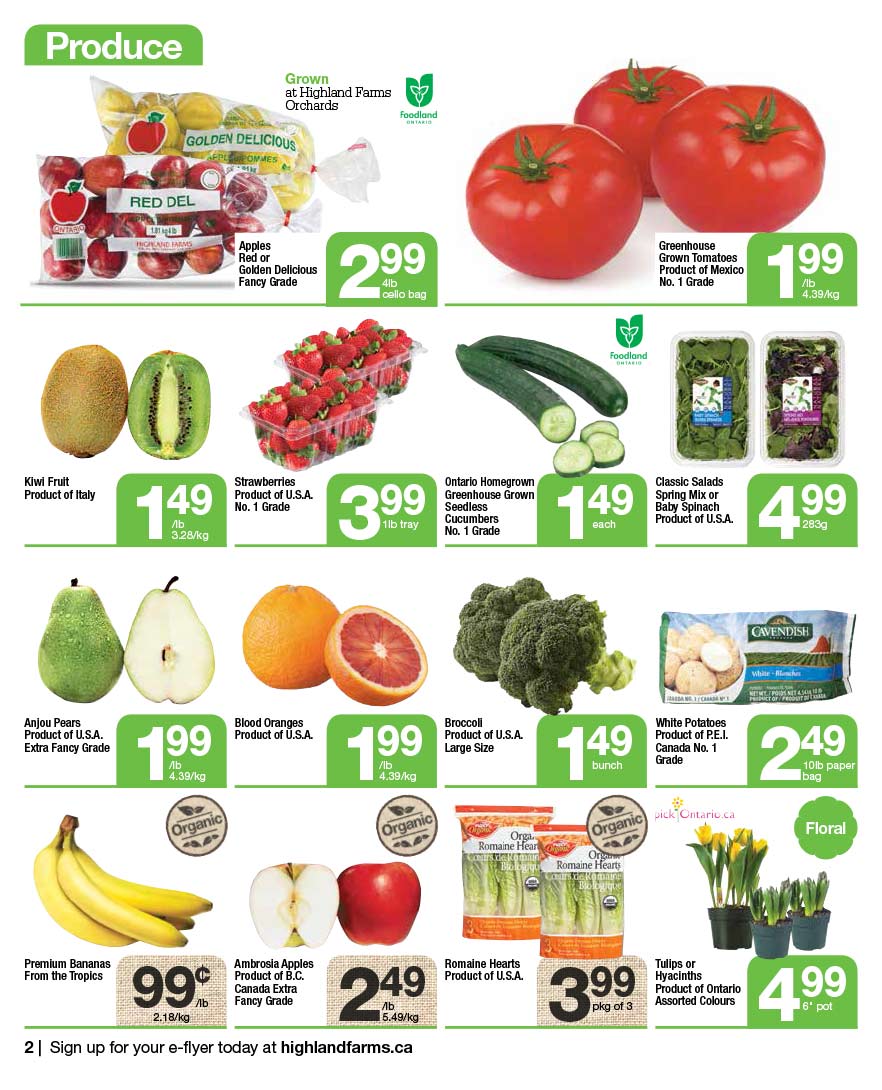 Produce
Grown
at Highland Farms
Orchards
Foodland
ONTARIO
GOLDEN DELICIOUS
RED DEL
ONTARIO
1.81 kg 4 lb
HIGHLAND FARMS
Apples
Red or
Golden Delicious
Fancy Grade
2.99
4lb
cello bag
Greenhouse
Grown Tomatoes
Product of Mexico
No. 1 Grade
1.99
/lb
4.39/kg
Kiwi Fruit
Product of Italy
1.49
/lb
3.28/kg
Strawberries
Product of U.S.A.
No. 1 Grade
3.99
1lb tray
Foodland
ONTARIO
Ontario Homegrown
Greenhouse Grown
Seedless
Cucumbers
No. 1 Grade
1.49
each
Classic Salads
Spring Mix or
Baby Spinach
Product of U.S.A.
4.99
283g
Anjou Pears
Product of U.S.A.
Extra Fancy Grade
1.99
/lb
4.39/kg
Blood Oranges
Product of U.S.A.
1.99
/lb
4.39/kg
Broccoli
Product of U.S.A.
Large Size
1.49
bunch
CAVENDISH
White - Blanches
White Potatoes
Product of P.E.I.
Canada No. 1
Grade
2.49
10lb paper
bag
Organic
Premium Bananas
From the Tropics
99¢
/lb
2.18/kg
Organic
Ambrosia Apples
Product of B.C.
Canada Extra
Fancy Grade
2.49
/lb
5.49/kg
Organic
Organic
Romaine Hearts
Cœurs de Romaine
Biologique
Romaine Hearts
Product of U.S.A.
3.99
pkg of 3
pick Ontario.ca
Floral
Tulips or
Hyacinths
Product of Ontario
Assorted Colours
4.99
6" pot
2 | Sign up for your e-flyer today at highlandfarms.ca